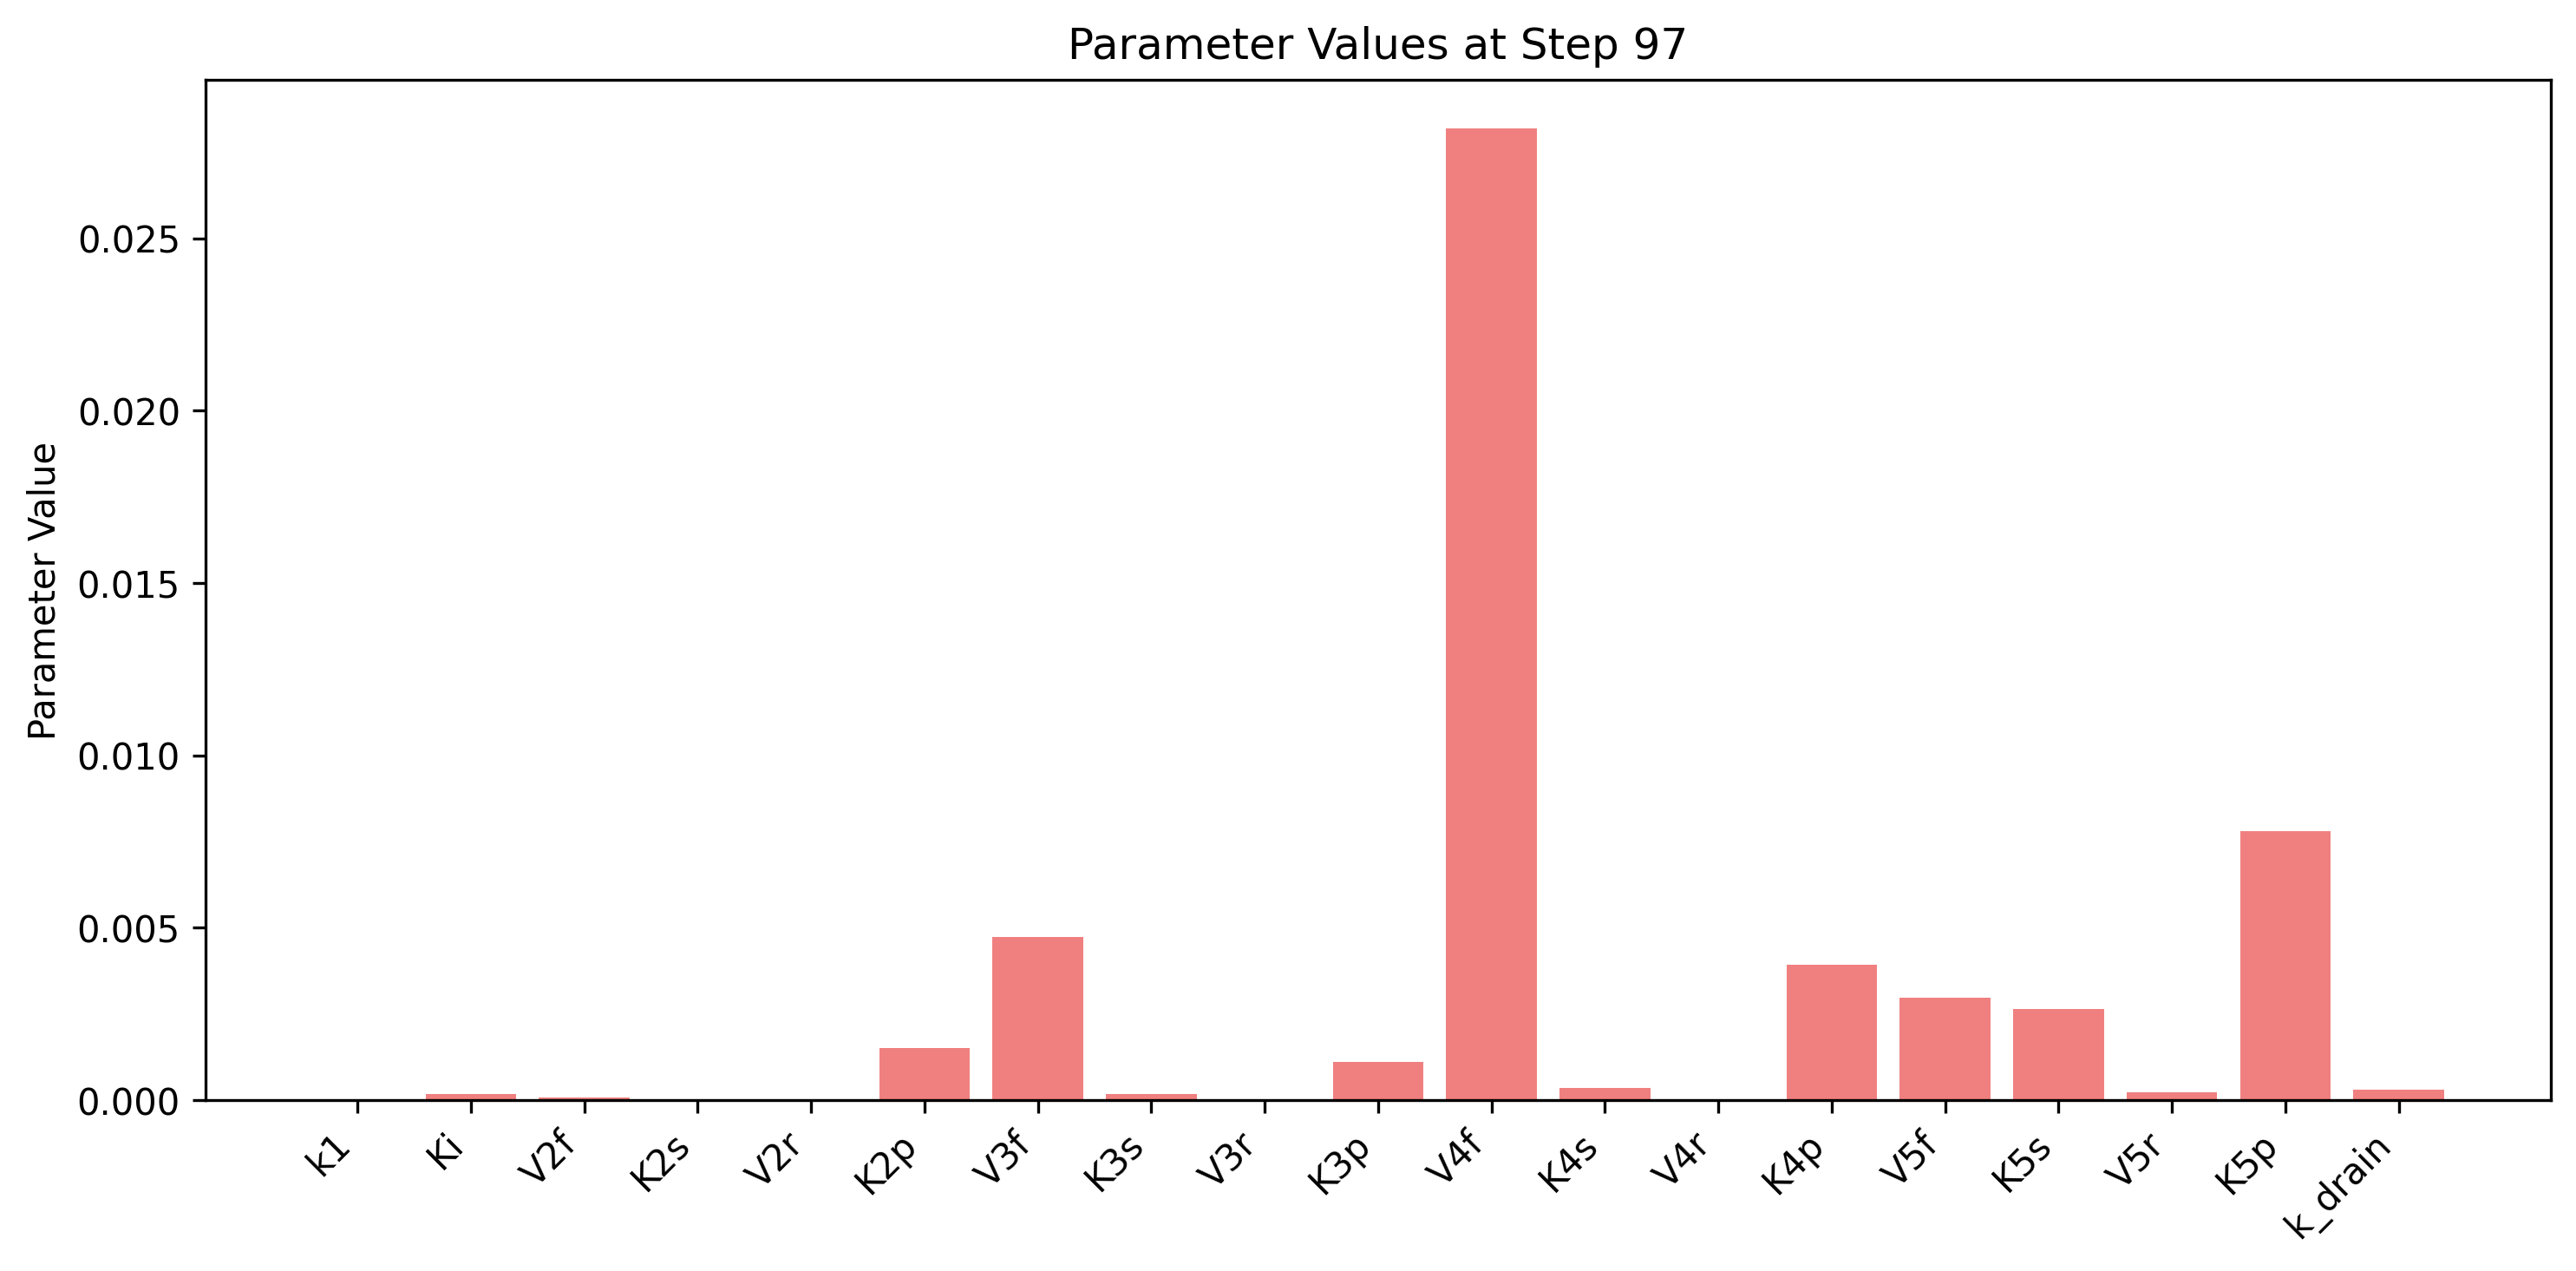 Parameter Values at Step 97
Parameter Value
0.025
0.020
0.015
0.010
0.005
0.000
k1
Ki
V2f
K2s
V2r
K2p
V3f
K3s
V3r
K3p
V4f
K4s
V4r
K4p
V5f
K5s
V5r
K5p
k_drain